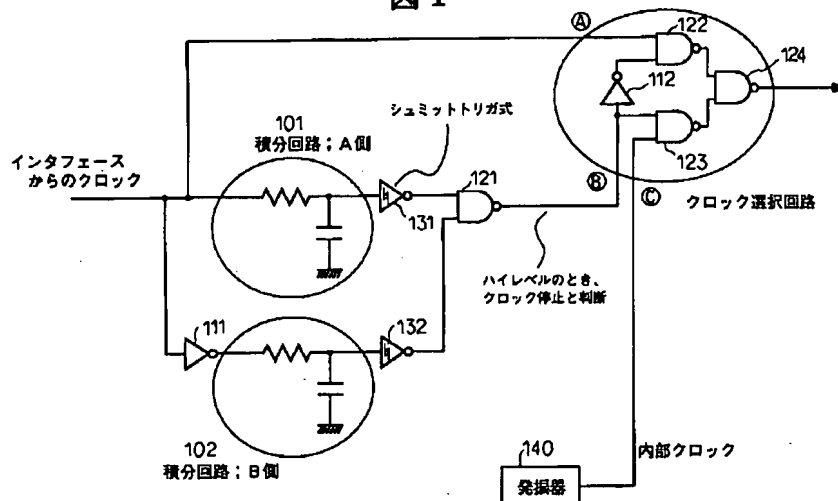 図1
Ⓐ
122
124
112
123
クロック選択回路
シュミットトリガ式
101
積分回路；A側
インタフェース
からのクロック
131
121
Ⓑ
Ⓒ
ハイレベルのとき、
クロック停止と判断
111
132
102
積分回路；B側
140
発振器
内部クロック